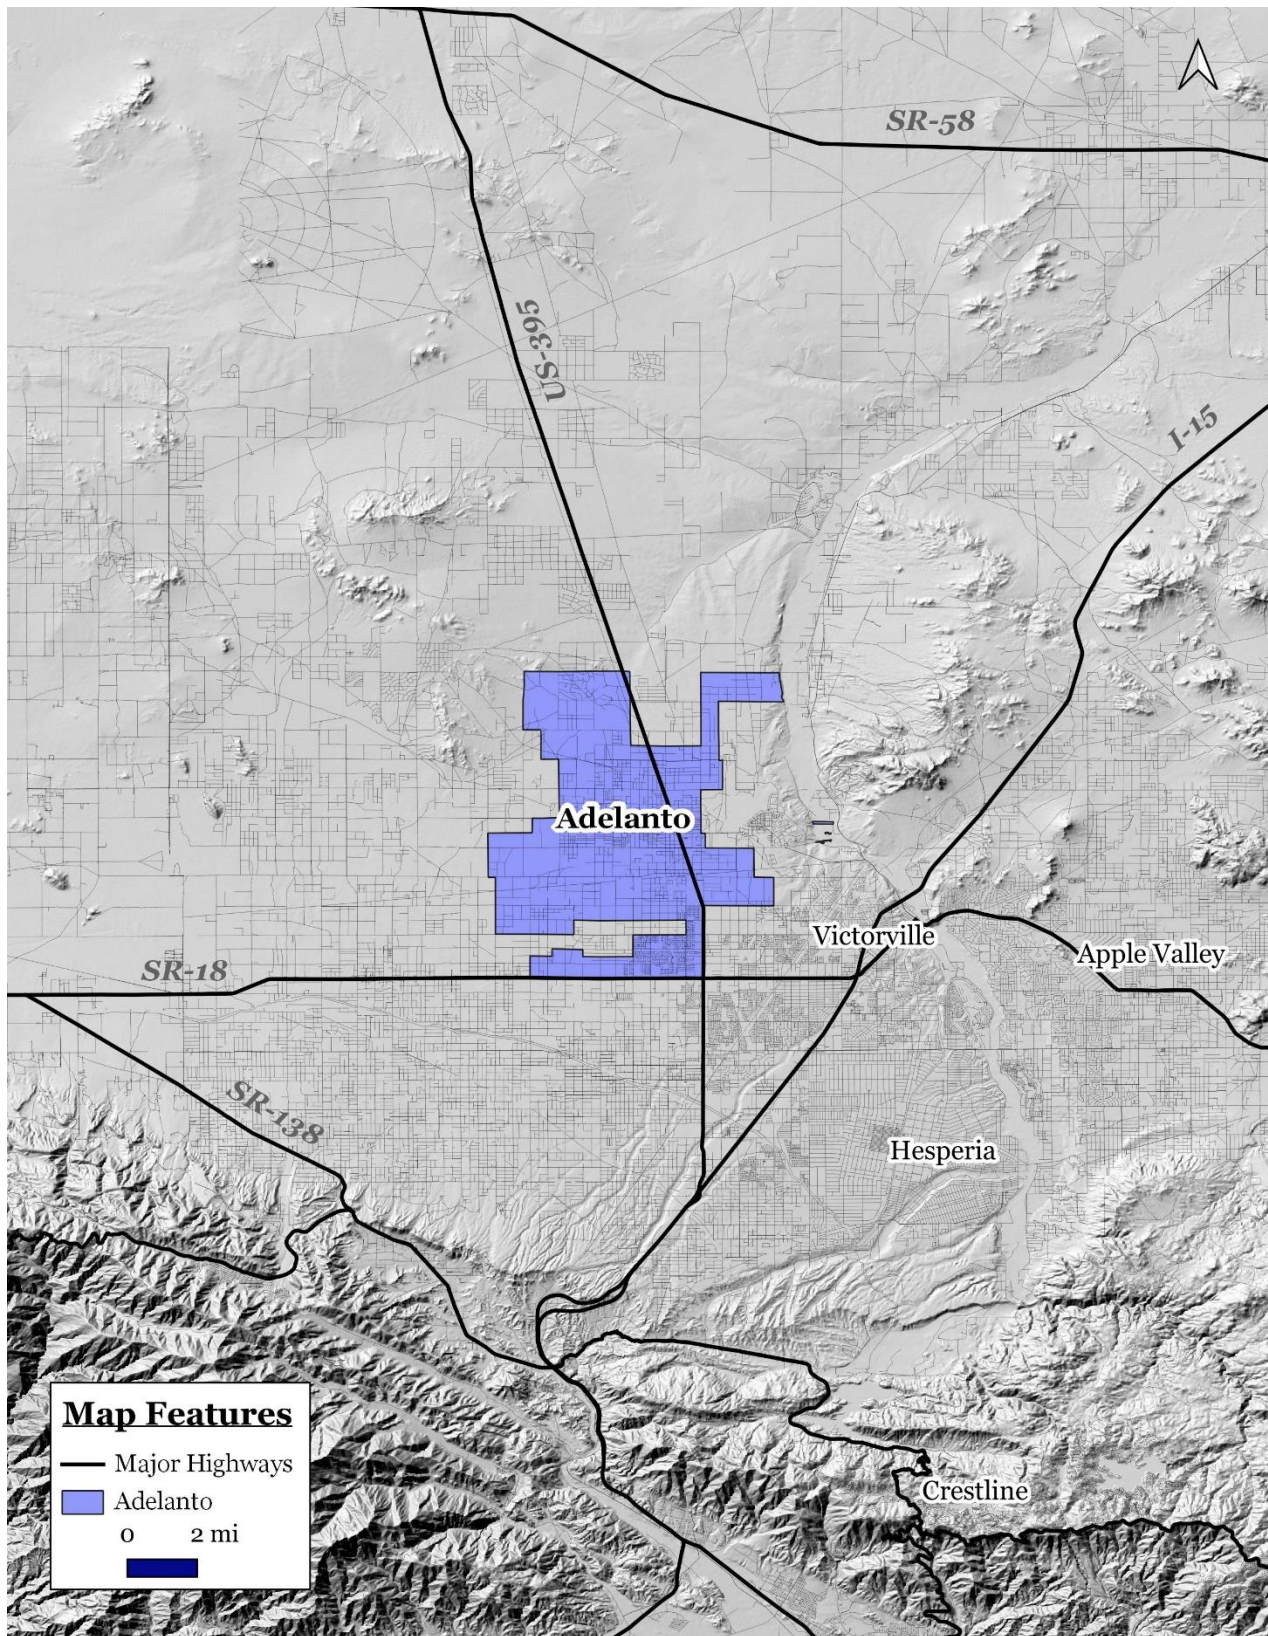 SR-58
US-395
I-15
Adelanto
Victorville
Apple Valley
SR-18
SR-138
Hesperia
Crestline
Map Features
Major Highways
Adelanto
0 2 mi